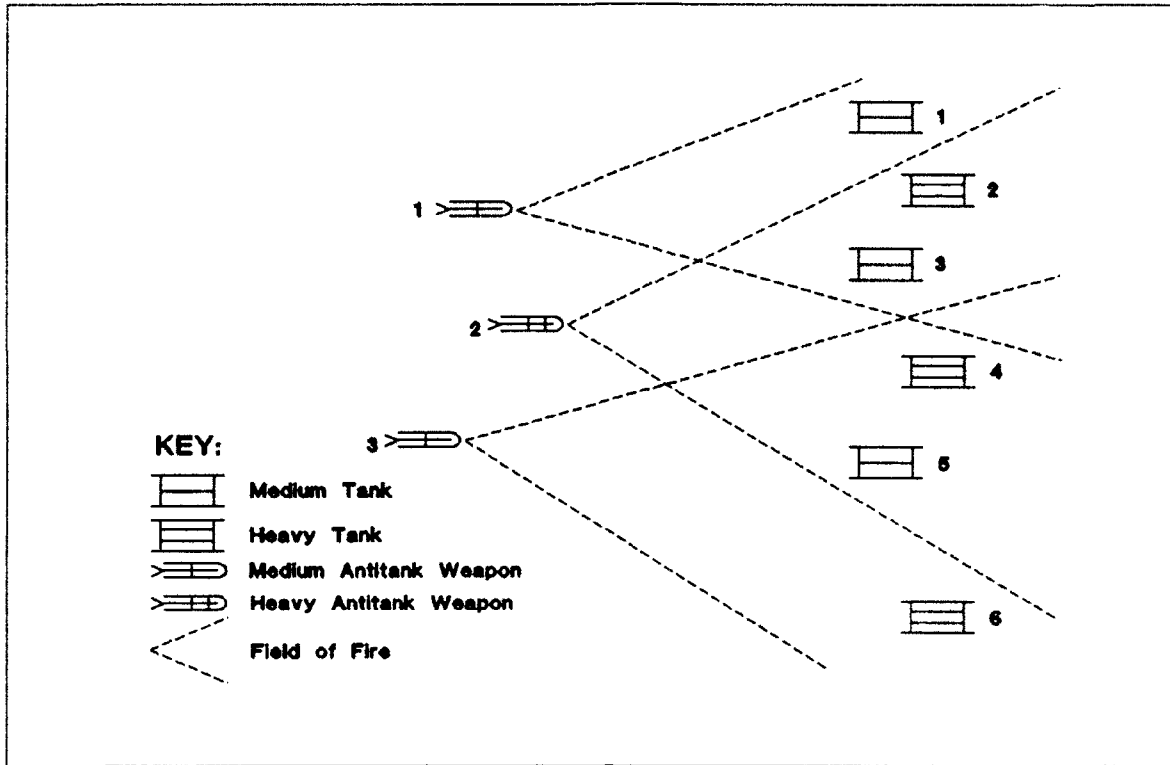 1
2
1
3
2
4
3
KEY:
5
Medium Tank
Heavy Tank
Medium Antitank Weapon
Heavy Antitank Weapon
6
Field of Fire